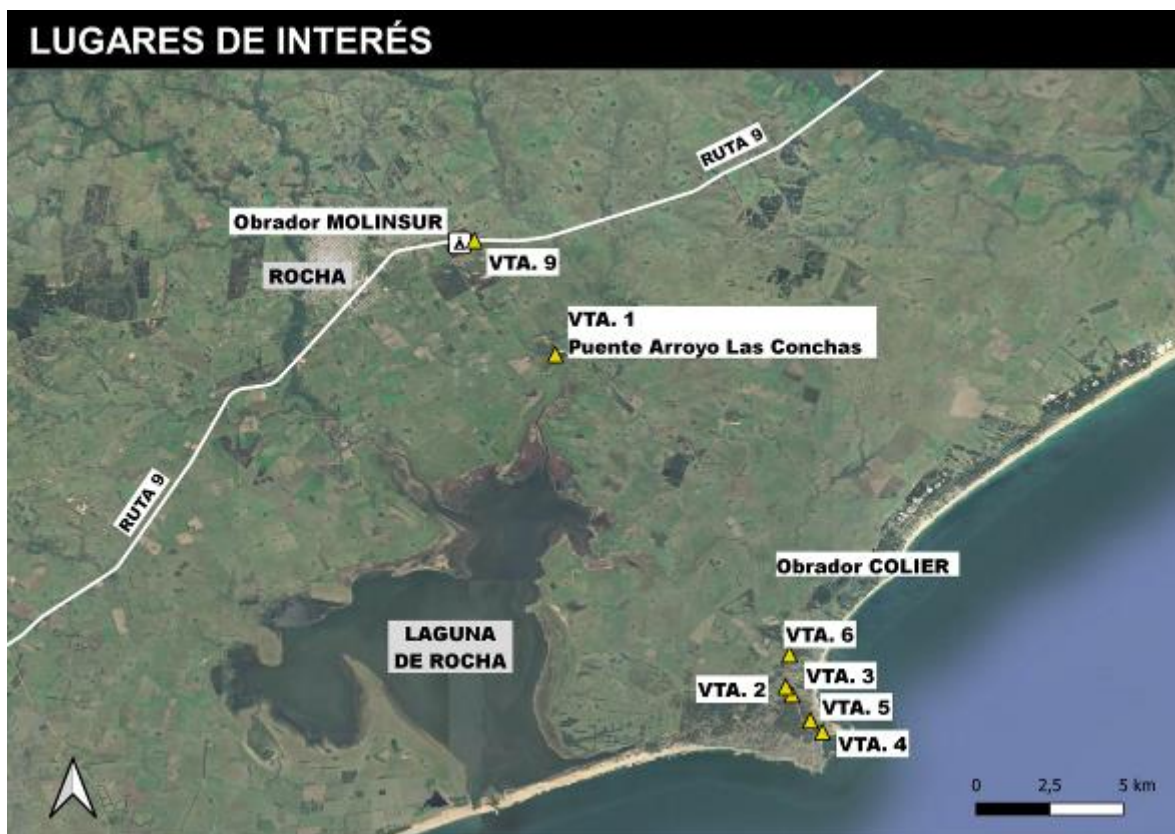 LUGARES DE INTERÉS
RUTA 9
Obrador MOLINSUR
VTA. 9
ROCHA
VTA. 1
Puente Arroyo Las Conchas
RUTA 9
Obrador COLIER
LAGUNA
DE ROCHA
VTA. 6
VTA. 3
VTA. 2
VTA. 5
VTA. 4
0 2,5 5 km